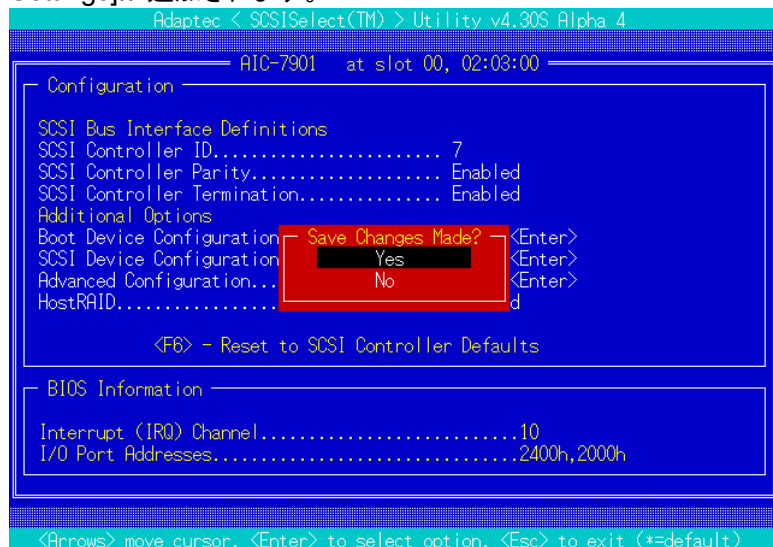 Adaptec < SCSISelect(TM) > Utility v4.30S Alpha 4
AIC-7901 at slot 00, 02:03:00
Configuration
SCSI Bus Interface Definitions
SCSI Controller ID........................ 7
SCSI Controller Parity.................... Enabled
SCSI Controller Termination............... Enabled
Additional Options
Boot Device Configuration <Enter>
SCSI Device Configuration <Enter>
Advanced Configuration... <Enter>
HostRAID................. d
Save Changes Made?
Yes
No
<F6> - Reset to SCSI Controller Defaults
BIOS Information
Interrupt (IRQ) Channel...............................10
I/O Port Addresses....................................2400h,2000h
<Arrows> move cursor, <Enter> to select option, <Esc> to exit (*=default)